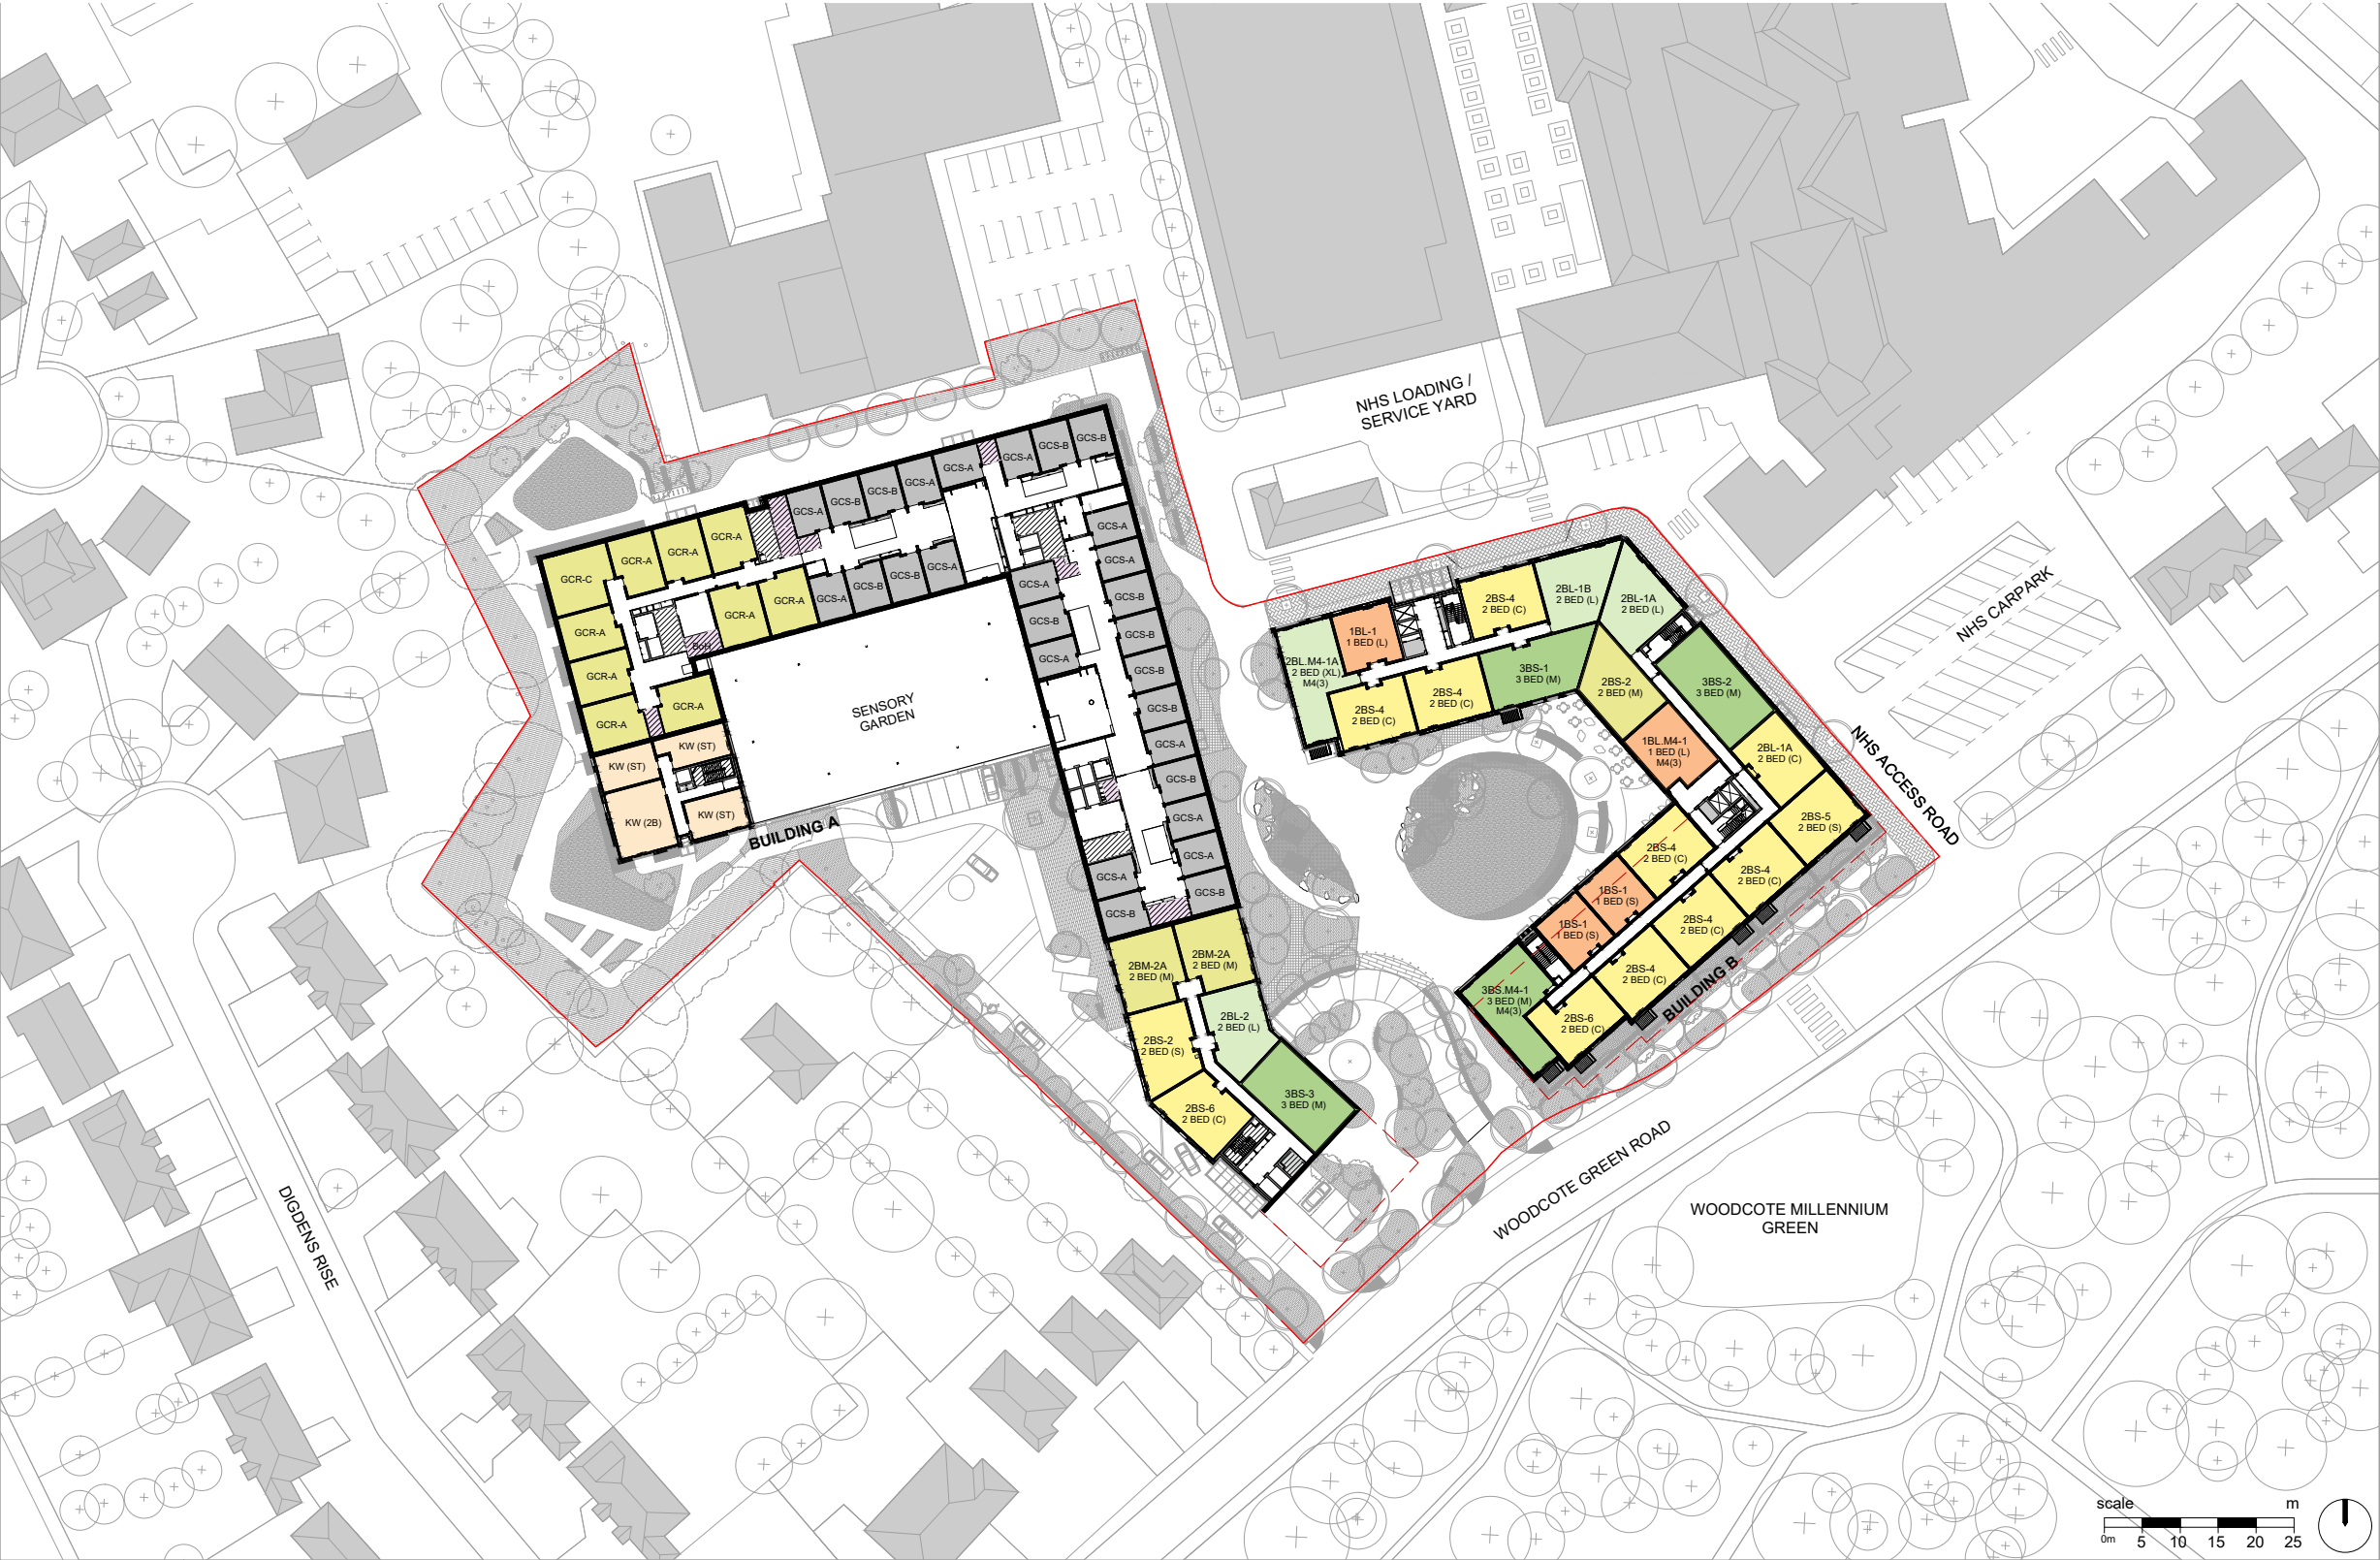 NHS LOADING /
SERVICE YARD
NHS CARPARK
NHS ACCESS ROAD
GCS-A
GCS-B
GCS-B
GCS-A
GCS-B
GCS-B
GCS-A
GCS-A
GCR-A
GCR-A
GCR-A
GCR-C
GCR-A
GCR-A
GCS-A
GCS-B
GCS-B
GCS-A
GCR-A
GCR-A
GCR-A
GCR-A
BoH
KW (ST)
KW (ST)
KW (2B)
KW (ST)
BUILDING A
SENSORY
GARDEN
GCS-A
GCS-B
GCS-A
GCS-A
GCS-A
GCS-B
GCS-B
GCS-B
GCS-B
GCS-A
GCS-B
GCS-A
GCS-A
GCS-B
GCS-A
GCS-B
2BM-2A
2 BED (M)
2BM-2A
2 BED (M)
2BS-2
2 BED (S)
2BL-2
2 BED (L)
2BS-6
2 BED (C)
3BS-3
3 BED (M)
2BL.M4-1A
2 BED (XL)
M4(3)
1BL-1
1 BED (L)
2BS-4
2 BED (C)
2BL-1B
2 BED (L)
2BL-1A
2 BED (L)
2BS-4
2 BED (C)
2BS-4
2 BED (C)
3BS-1
3 BED (M)
2BS-2
2 BED (M)
3BS-2
3 BED (M)
1BL.M4-1
1 BED (L)
M4(3)
2BL-1A
2 BED (C)
2BS-5
2 BED (S)
2BS-4
2 BED (C)
2BS-4
2 BED (C)
1BS-1
1 BED (S)
1BS-1
1 BED (S)
2BS-4
2 BED (C)
2BS-4
2 BED (C)
3BS.M4-1
3 BED (M)
M4(3)
2BS-6
2 BED (C)
BUILDING B
WOODCOTE GREEN ROAD
WOODCOTE MILLENNIUM
GREEN
DIGDENS RISE
scale m
0m 5 10 15 20 25